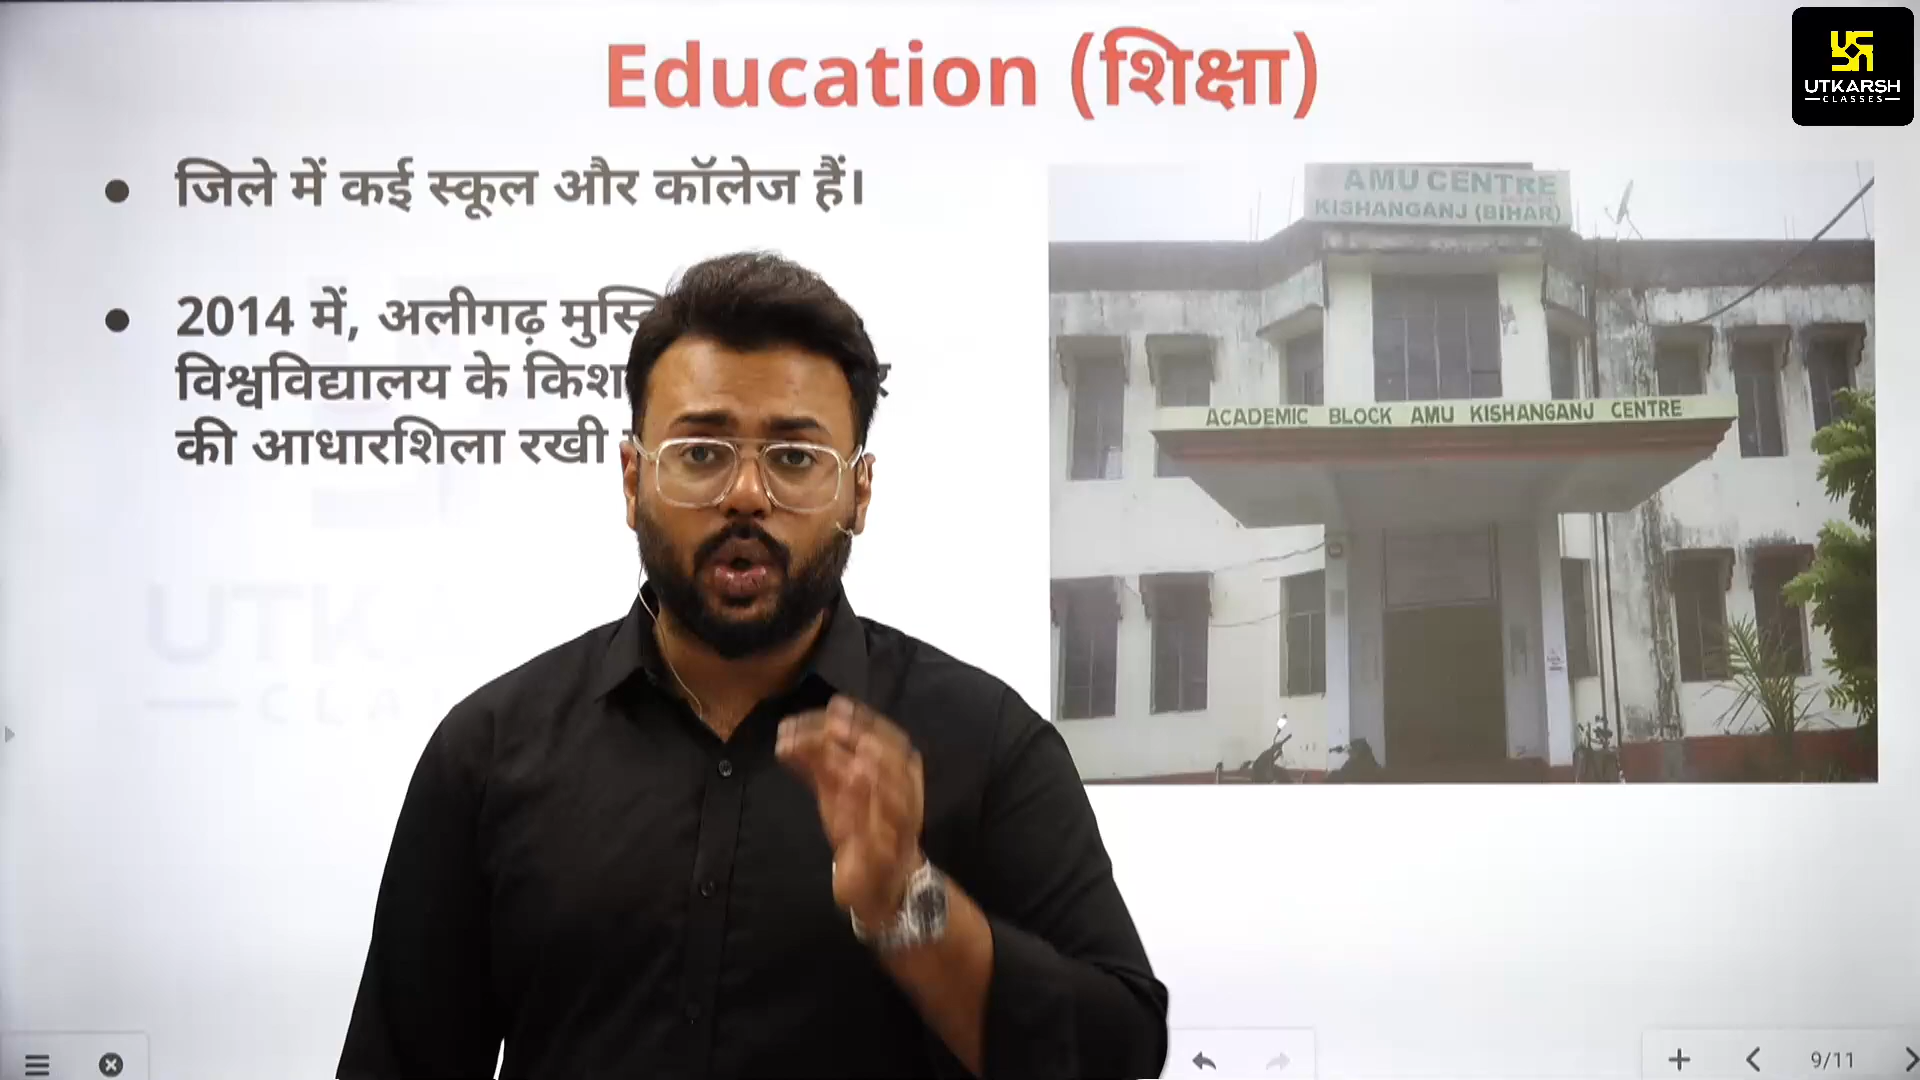 Education (शिक्षा)
UTKARSH
CLASSES
जिले में कई स्कूल और कॉलेज हैं।
2014 में, अलीगढ़
विश्वविद्यालय के
की आधारशिला रखी
AMU CENTRE
KISHANGANJ (BIHAR)
ACADEMIC BLOCK AMU KISHANGANJ CENTRE
9/11